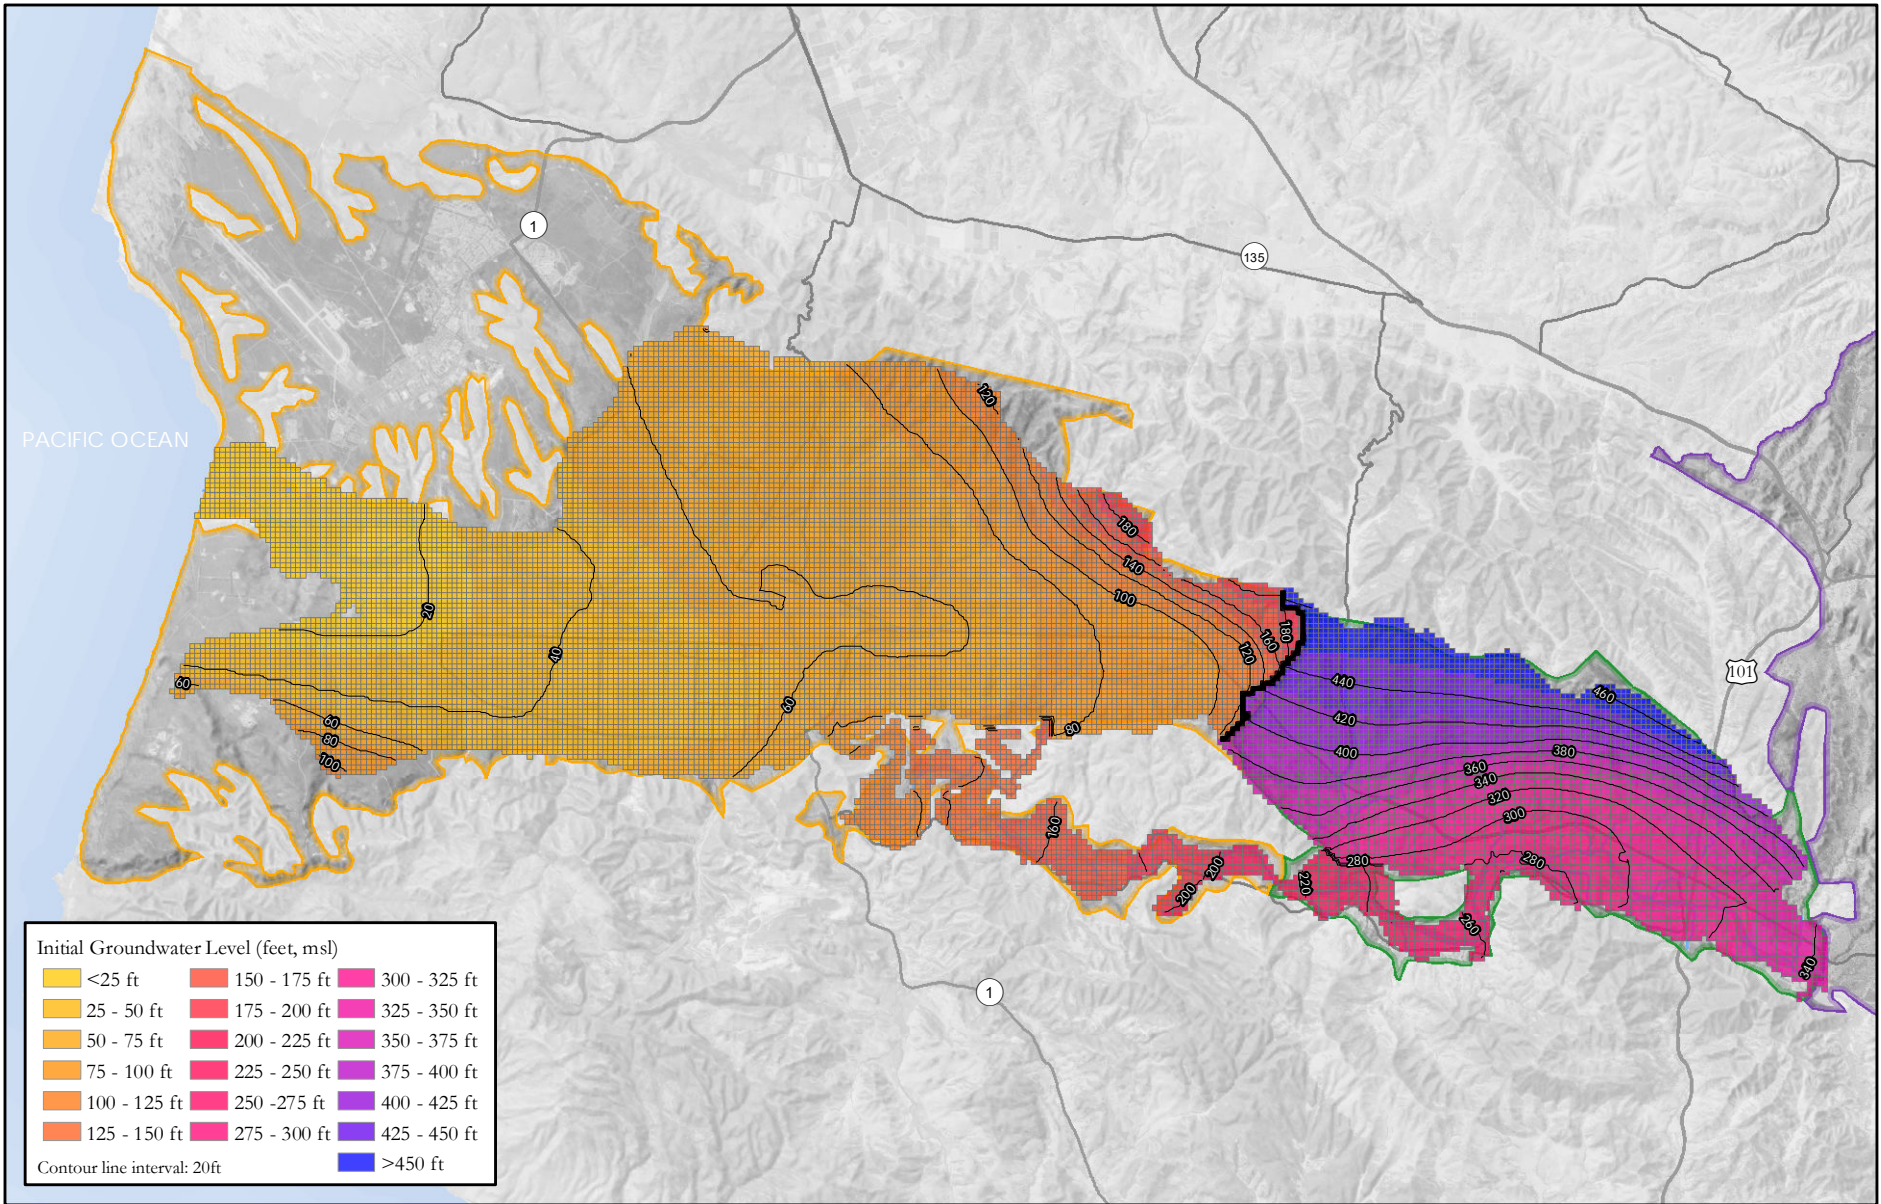 1
135
PACIFIC OCEAN
120
180
140
100
20
180
160
120
40
101
440
460
60
420
60
60
400
380
80
80
100
360
340
320
300
160
280
280
200
220
200
260
340
1
Initial Groundwater Level (feet, msl)
<25 ft
150 - 175 ft
300 - 325 ft
25 - 50 ft
175 - 200 ft
325 - 350 ft
50 - 75 ft
200 - 225 ft
350 - 375 ft
75 - 100 ft
225 - 250 ft
375 - 400 ft
100 - 125 ft
250 -275 ft
400 - 425 ft
125 - 150 ft
275 - 300 ft
425 - 450 ft
>450 ft
Contour line interval: 20ft